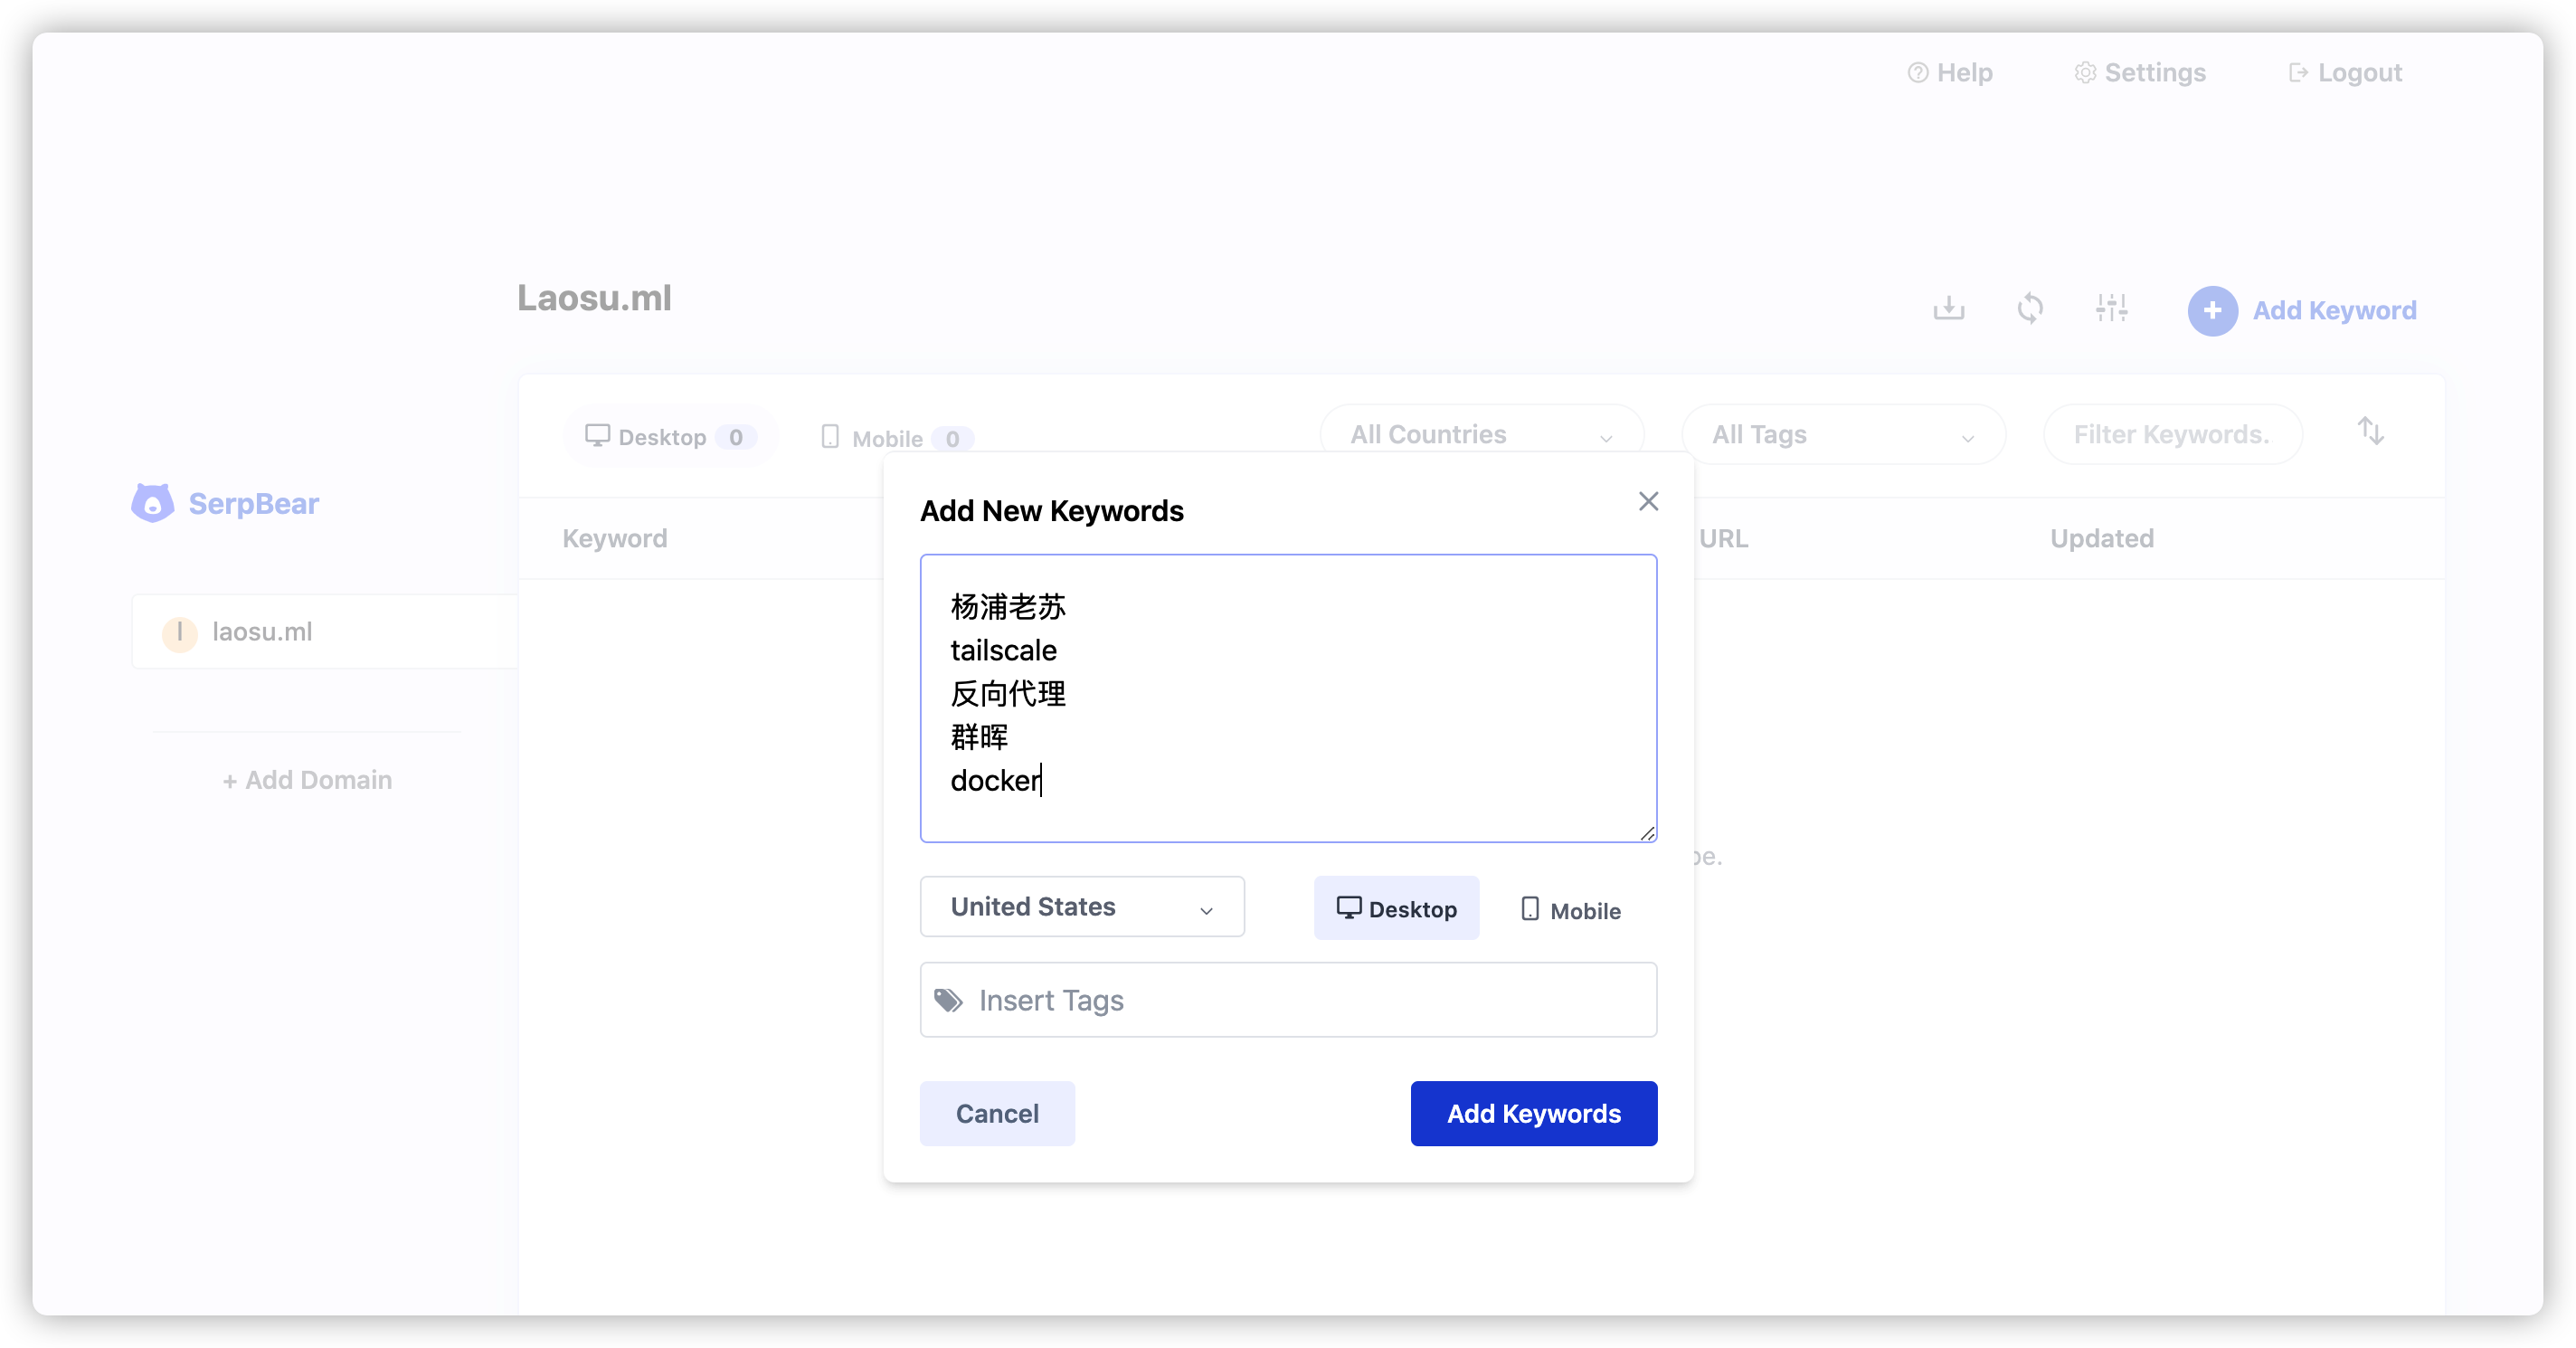 Help
Settings
Logout
Laosu.ml
Add Keyword
Desktop 0
Mobile 0
All Countries
All Tags
Filter Keywords.
SerpBear
Keyword
URL
Updated
l laosu.ml
+ Add Domain
Add New Keywords
杨浦老苏
tailscale
反向代理
群晖
docker
United States
Desktop
Mobile
Insert Tags
Cancel
Add Keywords